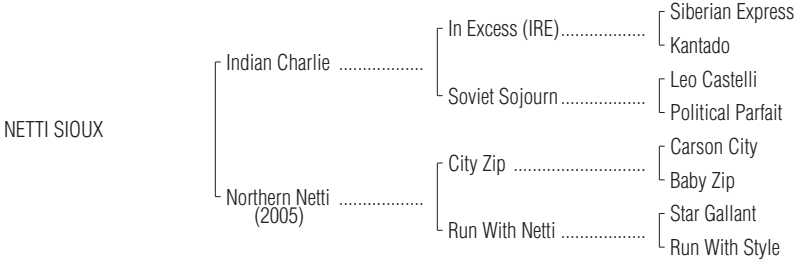 Siberian Express
In Excess (IRE)..................
Kantado
Indian Charlie ..................
Leo Castelli
Soviet Sojourn..................
Political Parfait
NETTI SIOUX
Carson City
City Zip ............................
Baby Zip
Northern Netti ..................
(2005)
Star Gallant
Run With Netti ..................
Run With Style